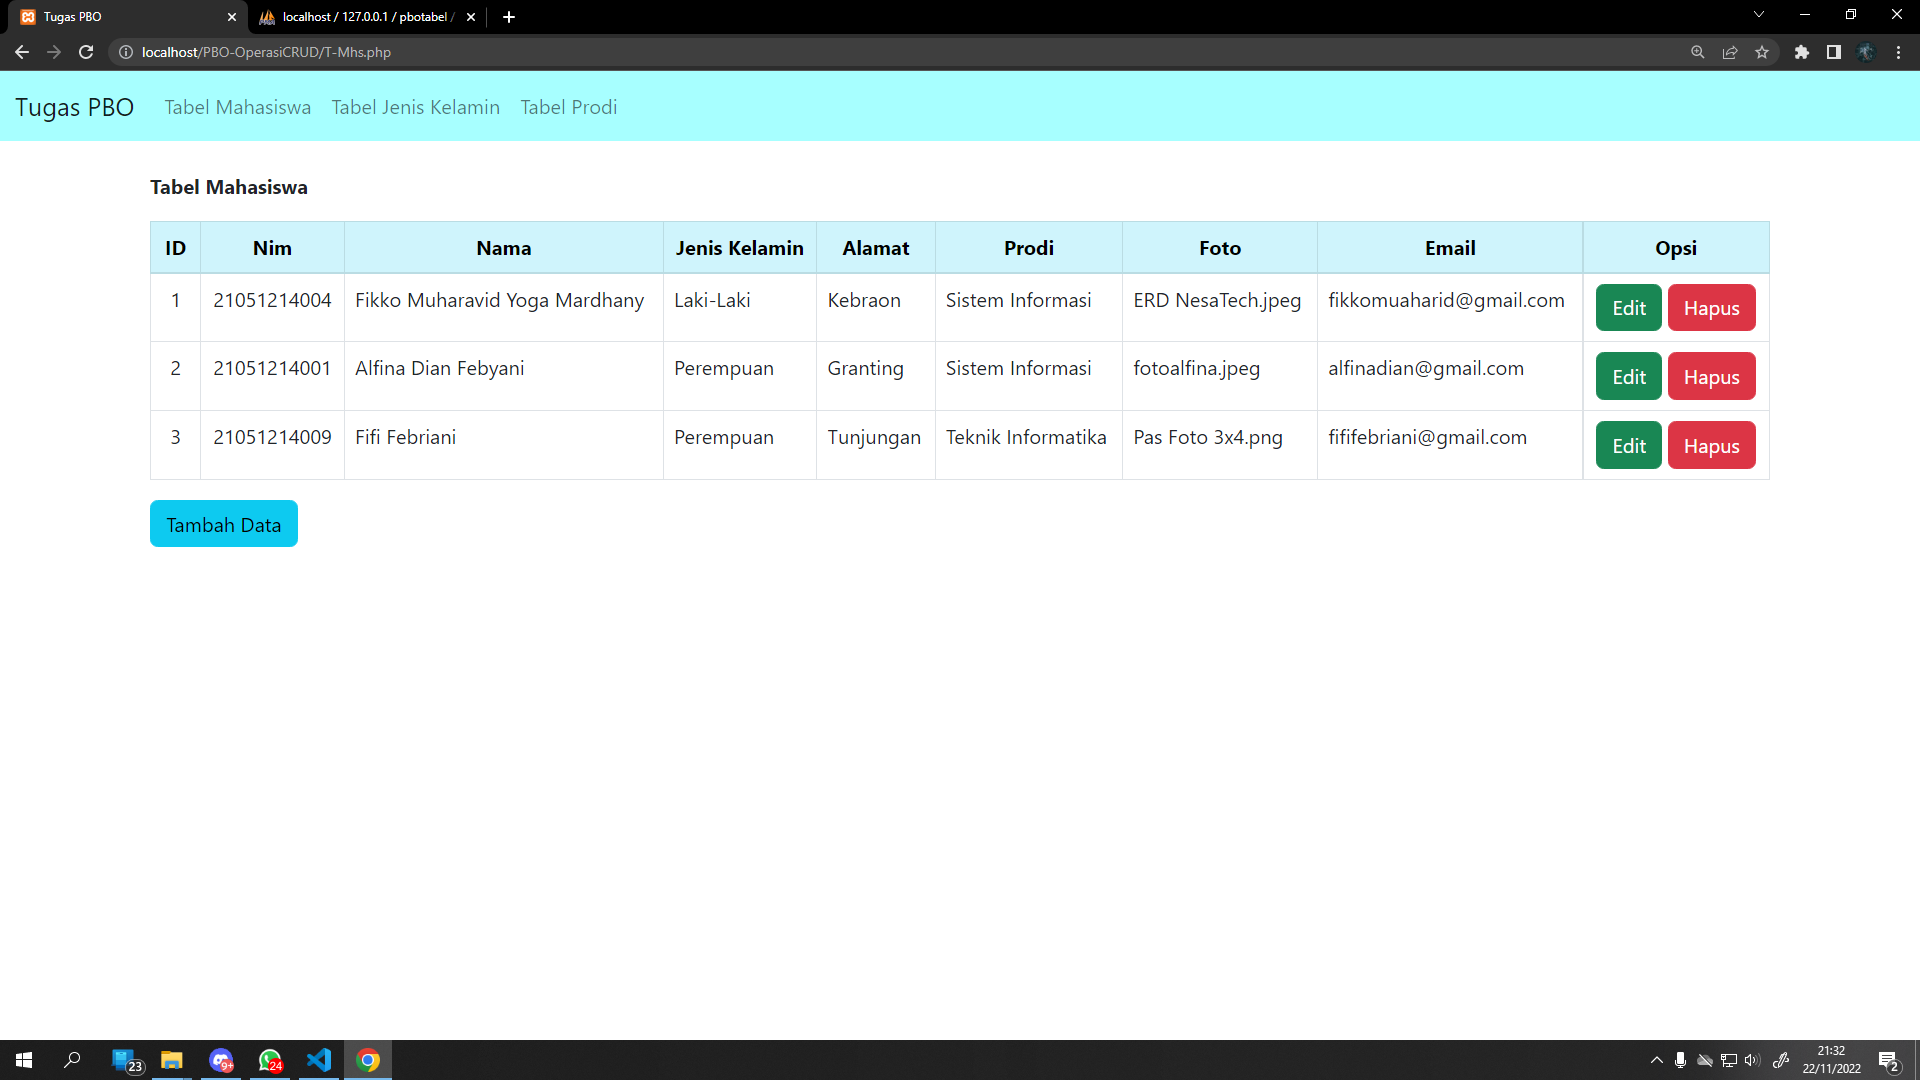 Tugas PBO
localhost / 127.0.0.1 / pbotabel /
localhost/PBO-OperasiCRUD/T-Mhs.php
Tugas PBO Tabel Mahasiswa Tabel Jenis Kelamin Tabel Prodi
Tabel Mahasiswa
ID Nim Nama Jenis Kelamin Alamat Prodi Foto Email Opsi
1 21051214004 Fikko Muharavid Yoga Mardhany Laki-Laki Kebraon Sistem Informasi ERD NesaTech.jpeg fikkomuaharid@gmail.com Edit Hapus
2 21051214001 Alfina Dian Febyani Perempuan Granting Sistem Informasi fotoalfina.jpeg alfinadian@gmail.com Edit Hapus
3 21051214009 Fifi Febriani Perempuan Tunjungan Teknik Informatika Pas Foto 3x4.png fififebriani@gmail.com Edit Hapus
Tambah Data
23 9+ 24
21:32
22/11/2022
2